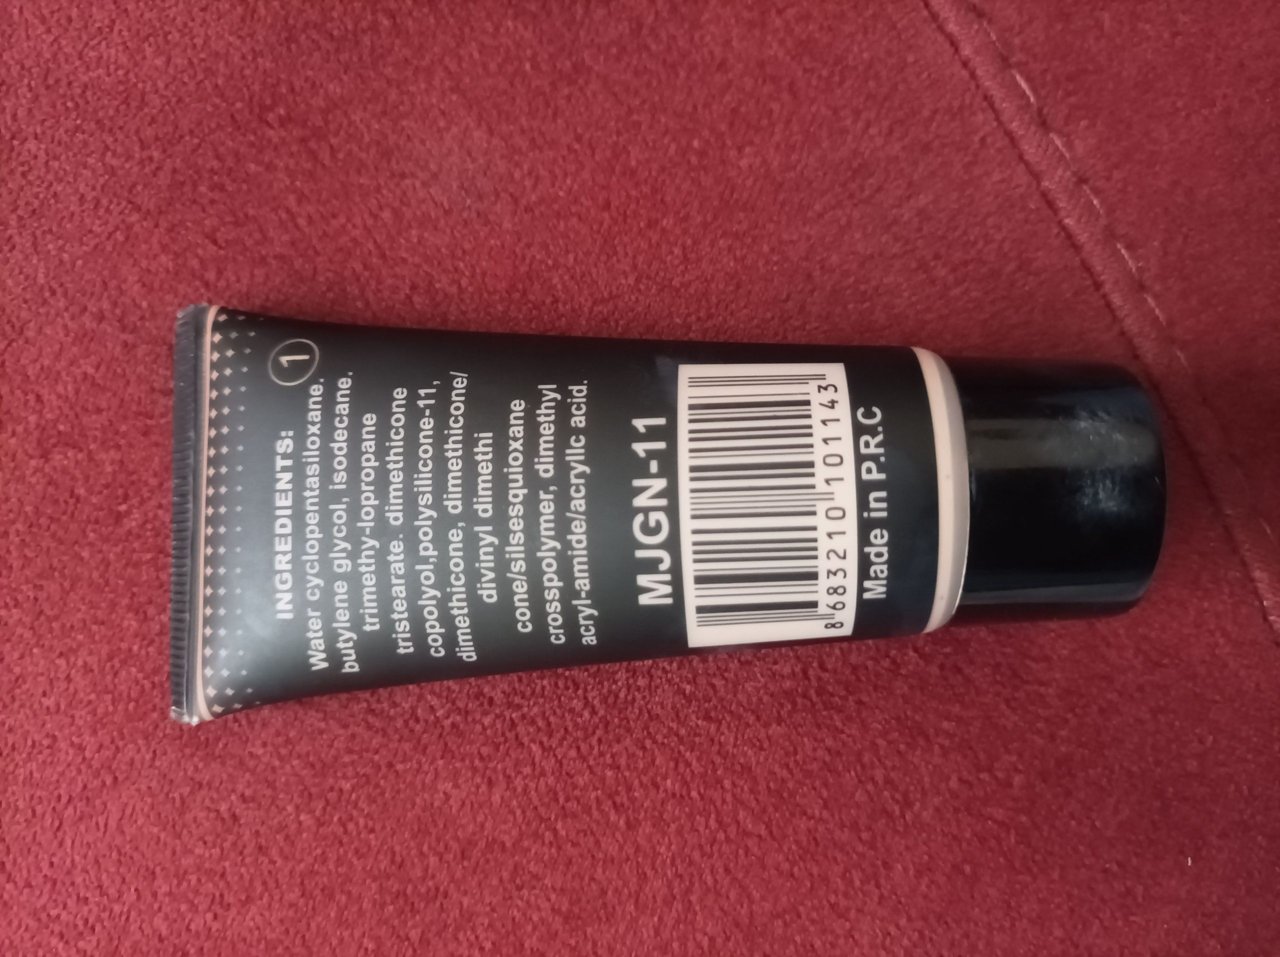 1
INGREDIENTS:
Water cyclopentasiloxane.
butylene glycol, isodecane.
trimethy-lopropane
tristearate. dimethicone
copolyol,polysilicone-11,
dimethicone, dimethicone/
divinyl dimethi
cone/silsesquioxane
crosspolymer, dimethyl
acryl-amide/acryllc acid.
MJGN-11
8 683210 101143
Made in P.R.C